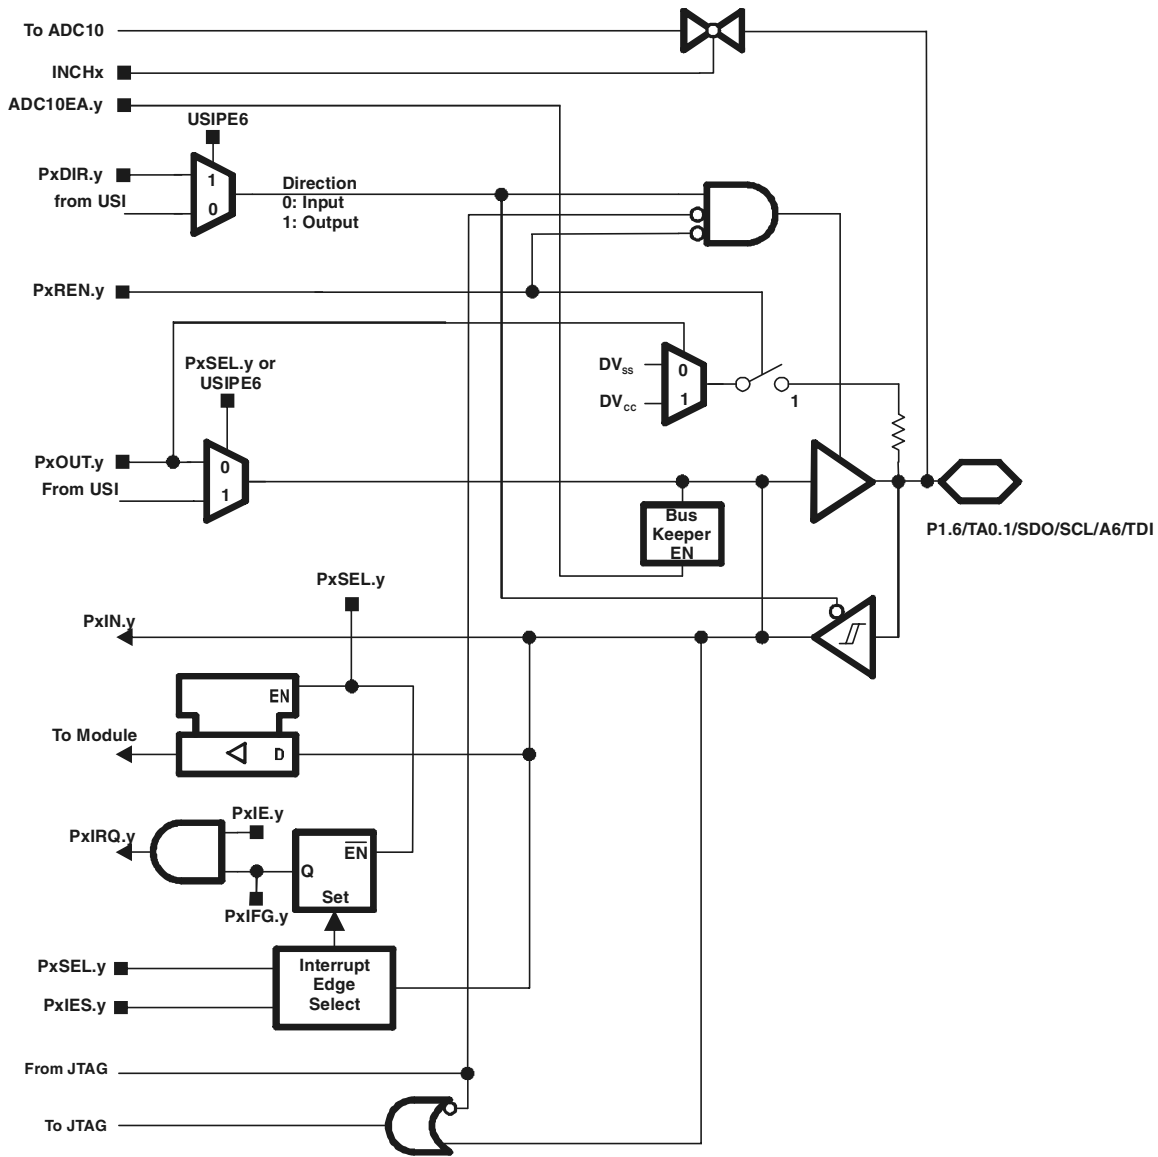 To ADC10
INCHx
ADC10EA.y
USIPE6
PxDIR.y
from USI
1
0
Direction
0: Input
1: Output
PxREN.y
PxSEL.y or
USIPE6
DVSS
DVCC
0
1
1
PxOUT.y
From USI
0
1
Bus
Keeper
EN
P1.6/TA0.1/SDO/SCL/A6/TDI
PxSEL.y
PxIN.y
EN
To Module
D
PxIE.y
PxIRQ.y
EN
Q
Set
PxIFG.y
PxSEL.y
PxIES.y
Interrupt
Edge
Select
From JTAG
To JTAG